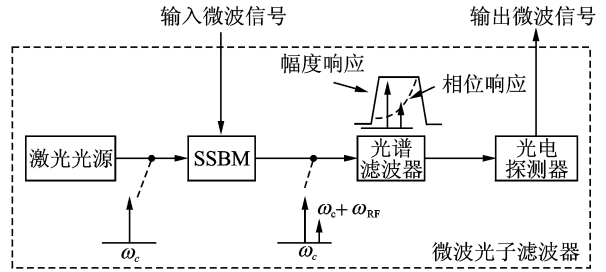 输入微波信号
输出微波信号
幅度响应
相位响应
激光光源
SSBM
光谱
滤波器
光电
探测器
ω_c
ω_c+ω_RF
ω_c
微波光子滤波器